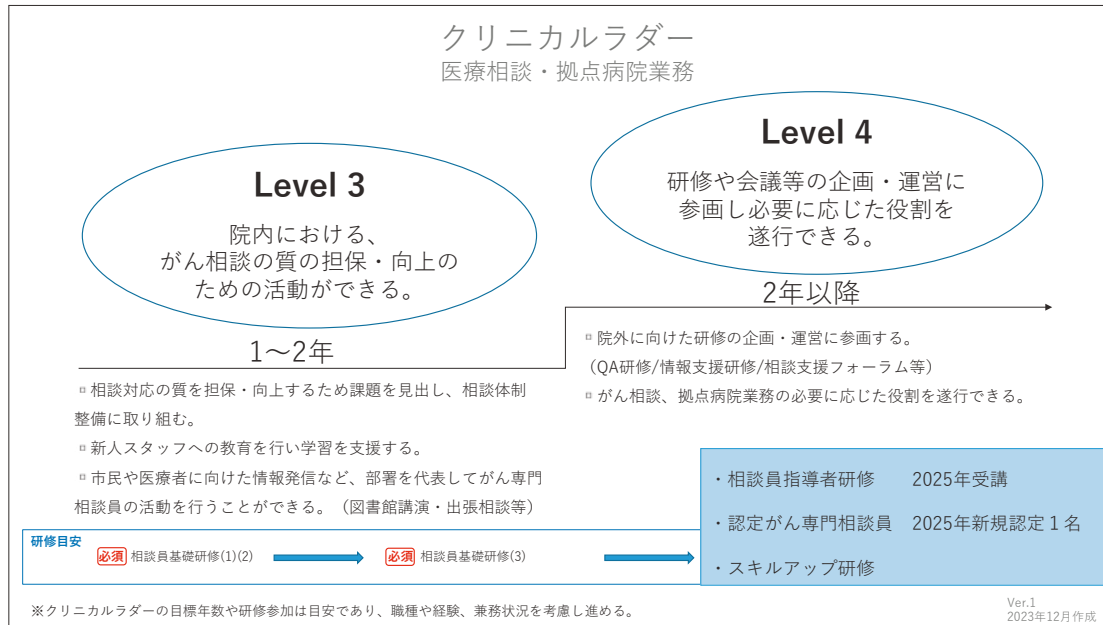 クリニカルラダー
医療相談・拠点病院業務
Level 3
院内における、
がん相談の質の担保・向上の
ための活動ができる。
1～2年
Level 4
研修や会議等の企画・運営に
参画し必要に応じた役割を
遂行できる。
2年以降
▫ 相談対応の質を担保・向上するため課題を見出し、相談体制
整備に取り組む。
▫ 新人スタッフへの教育を行い学習を支援する。
▫ 市民や医療者に向けた情報発信など、部署を代表してがん専門
相談員の活動を行うことができる。（図書館講演・出張相談等）
▫ 院外に向けた研修の企画・運営に参画する。
（QA研修/情報支援研修/相談支援フォーラム等）
▫ がん相談、拠点病院業務の必要に応じた役割を遂行できる。
研修目安
必須 相談員基礎研修(1)(2)
必須 相談員基礎研修(3)
・相談員指導者研修　　2025年受講
・認定がん専門相談員　2025年新規認定１名
・スキルアップ研修
※クリニカルラダーの目標年数や研修参加は目安であり、職種や経験、兼務状況を考慮し進める。
Ver.1
2023年12月作成